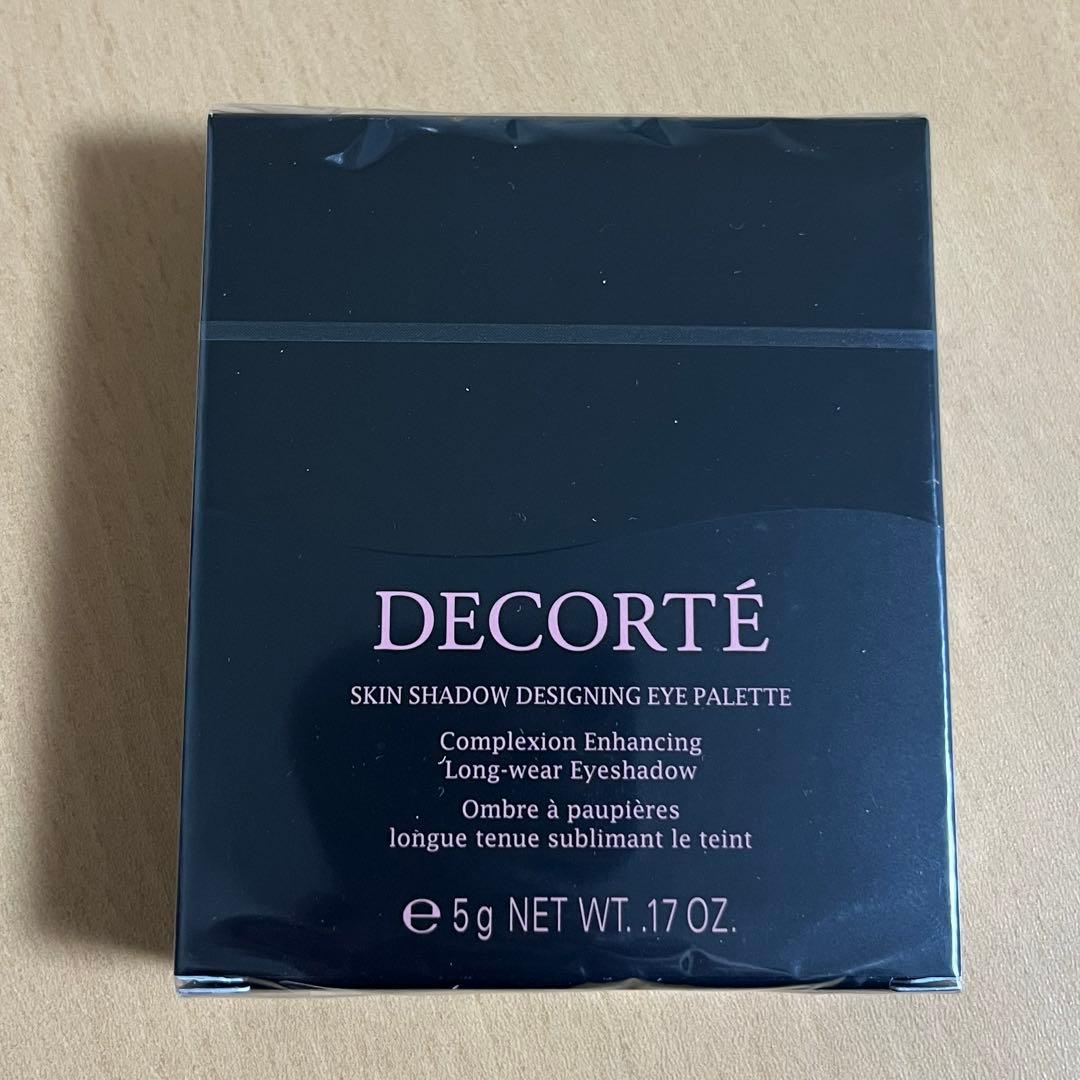 DECORTÉ
SKIN SHADOW DESIGNING EYE PALETTE
Complexion Enhancing
Long-wear Eyeshadow
Ombre à paupières
longue tenue sublimant le teint
℮ 5g NET WT. .17 OZ.